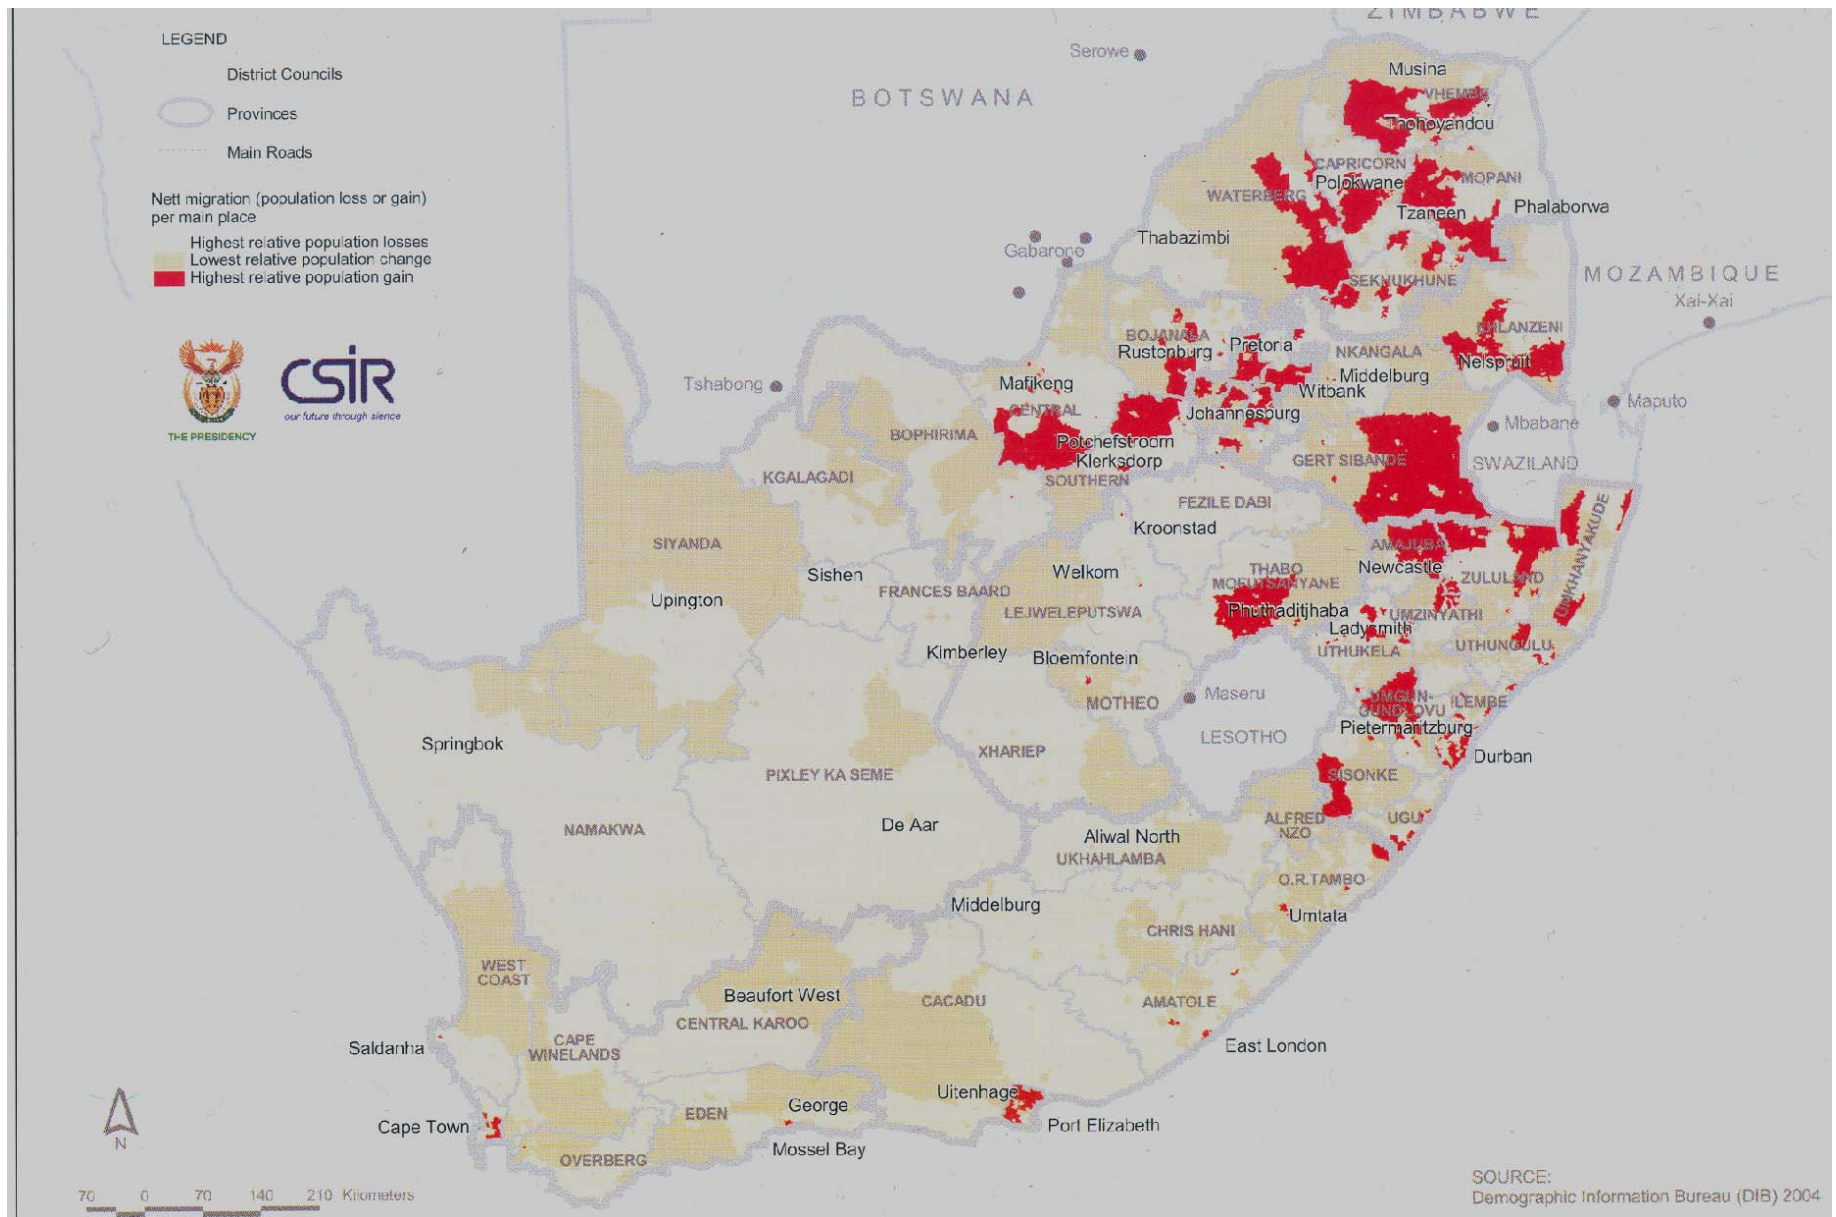 ZIMBABWE
LEGEND
District Councils
Provinces
Main Roads
Nett migration (population loss or gain)
per main place
Highest relative population losses
Lowest relative population change
Highest relative population gain
THE PRESIDENCY
CSIR
our future through sience
Serowe
BOTSWANA
Musina
VHEMBE
Thohoyandou
CAPRICORN
Polokwane
MOPANI
WATERBERG
Tzaneen
Phalaborwa
Thabazimbi
Gabarone
SEKHUKHUNE
MOZAMBIQUE
Xai-Xai
BOJANALA
Rustenburg
Pretoria
EHLANZENI
NKANGALA
Nelspruit
Middelburg
Witbank
Tshabong
Mafikeng
CENTRAL
Johannesburg
Maputo
Mbabane
BOPHIRIMA
Potchefstroom
Klerksdorp
GERT SIBANDE
SWAZILAND
KGALAGADI
SOUTHERN
FEZILE DABI
Kroonstad
UMKHANYAKUDE
SIYANDA
AMAJUBA
Newcastle
Sishen
Welkom
THABO
MOFUTSANYANE
ZULULAND
FRANCES BAARD
Upington
LEJWELEPUTSWA
Phuthaditjhaba
UMZINYATHI
Ladysmith
UTHUKELA
UTHUNGULU
Kimberley
Bloemfontein
MOTHEO
Maseru
UMGUN-
GUNDLOVU
ILEMBE
Pietermaritzburg
LESOTHO
Durban
Springbok
XHARIEP
PIXLEY KA SEME
SISONKE
NAMAKWA
De Aar
Aliwal North
ALFRED
NZO
UGU
UKHAHLAMBA
O.R.TAMBO
Middelburg
Umtata
CHRIS HANI
WEST
COAST
Beaufort West
CACADU
AMATOLE
CENTRAL KAROO
Saldanha
CAPE
WINELANDS
East London
Uitenhage
George
EDEN
Cape Town
Port Elizabeth
Mossel Bay
OVERBERG
N
70 0 70 140 210 Kilometers
SOURCE:
Demographic Information Bureau (DIB) 2004